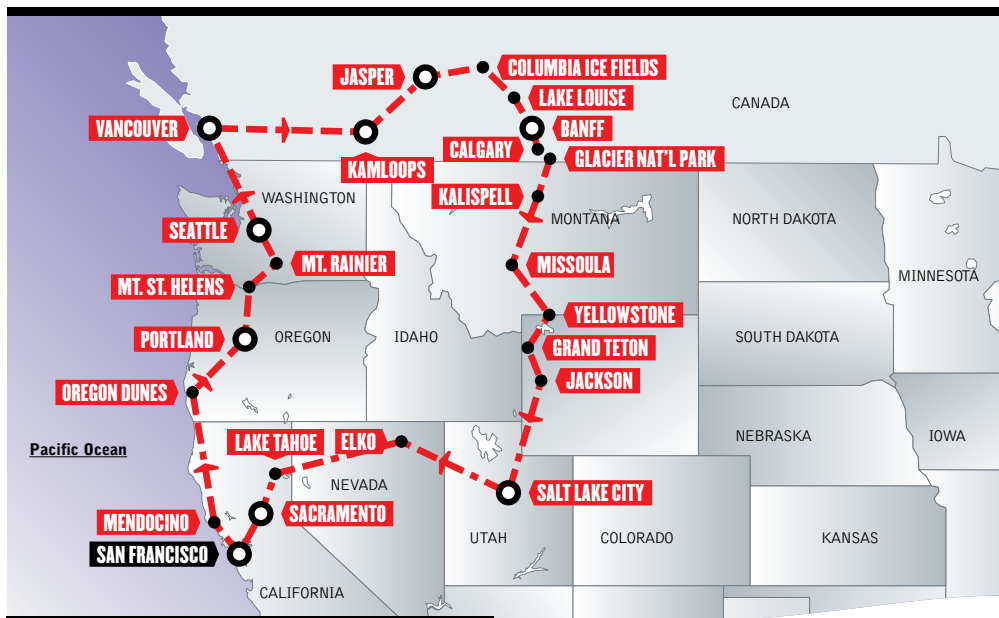 COLUMBIA ICE FIELDS
JASPER
LAKE LOUISE
CANADA
VANCOUVER
BANFF
CALGARY
GLACIER NAT'L PARK
KAMLOOPS
WASHINGTON
KALISPELL
MONTANA
NORTH DAKOTA
SEATTLE
MT. RAINIER
MISSOULA
MINNESOTA
MT. ST. HELENS
YELLOWSTONE
PORTLAND
OREGON
IDAHO
SOUTH DAKOTA
GRAND TETON
JACKSON
OREGON DUNES
LAKE TAHOE
ELKO
NEBRASKA
IOWA
Pacific Ocean
NEVADA
SALT LAKE CITY
MENDOCINO
SACRAMENTO
UTAH
COLORADO
KANSAS
SAN FRANCISCO
CALIFORNIA